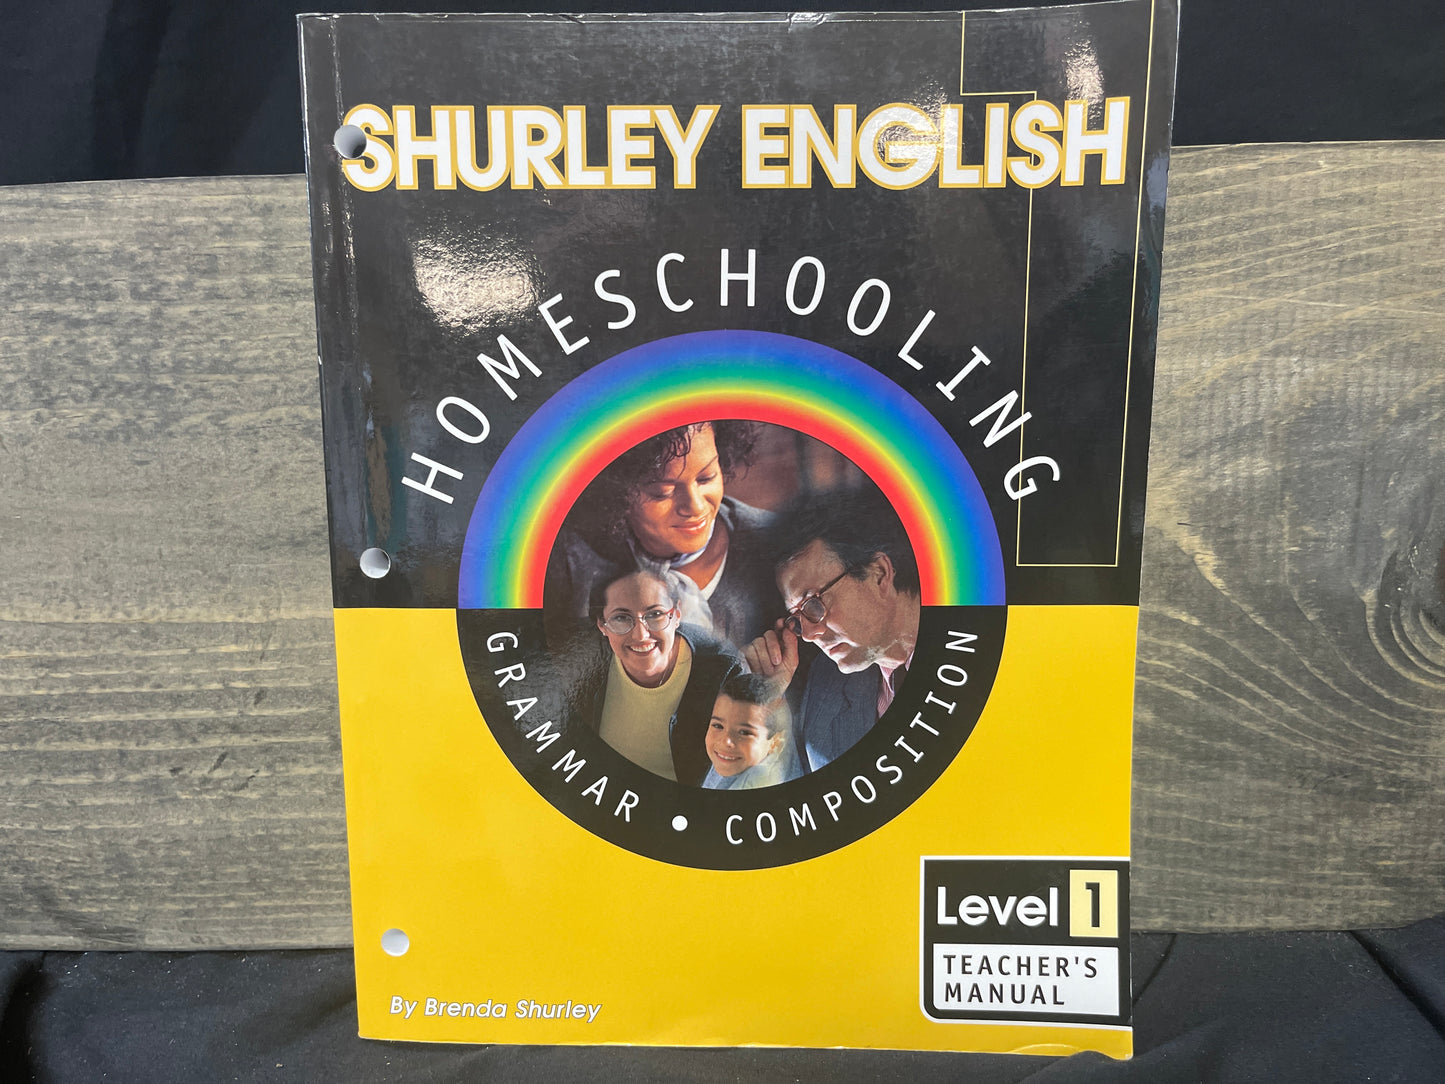 SHURLEY ENGLISH
HOMESCHOOLING
GRAMMAR • COMPOSITION
Level 1
TEACHER'S
MANUAL
By Brenda Shurley